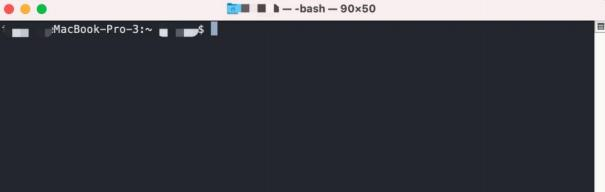 — -bash — 90×50
MacBook-Pro-3:~ $